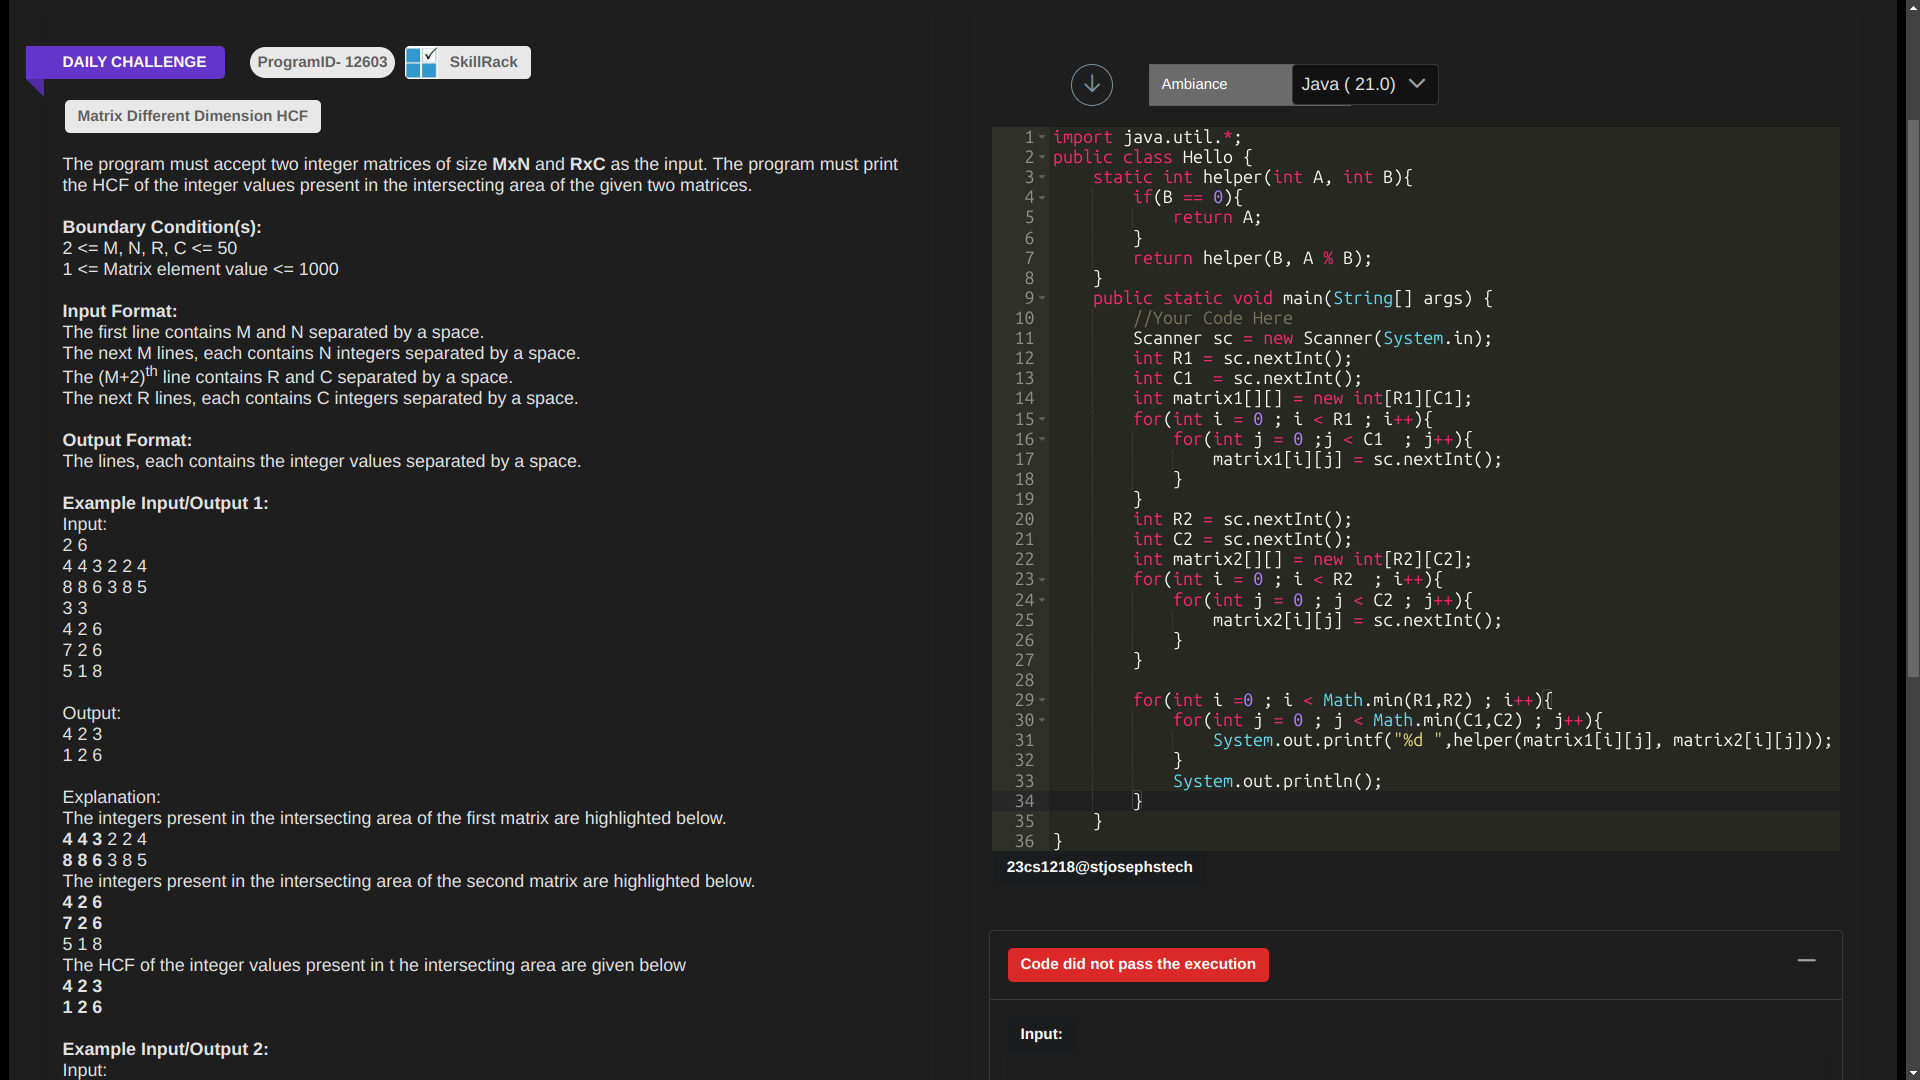 DAILY CHALLENGE
ProgramID- 12603
SkillRack
Matrix Different Dimension HCF
The program must accept two integer matrices of size MxN and RxC as the input. The program must print
the HCF of the integer values present in the intersecting area of the given two matrices.
Boundary Condition(s):
2 <= M, N, R, C <= 50
1 <= Matrix element value <= 1000
Input Format:
The first line contains M and N separated by a space.
The next M lines, each contains N integers separated by a space.
The (M+2)th line contains R and C separated by a space.
The next R lines, each contains C integers separated by a space.
Output Format:
The lines, each contains the integer values separated by a space.
Example Input/Output 1:
Input:
2 6
4 4 3 2 2 4
8 8 6 3 8 5
3 3
4 2 6
7 2 6
5 1 8
Output:
4 2 3
1 2 6
Explanation:
The integers present in the intersecting area of the first matrix are highlighted below.
4 4 3 2 2 4
8 8 6 3 8 5
The integers present in the intersecting area of the second matrix are highlighted below.
4 2 6
7 2 6
5 1 8
The HCF of the integer values present in t he intersecting area are given below
4 2 3
1 2 6
Example Input/Output 2:
Input:
Ambiance
Java ( 21.0)
1 import java.util.*;
2 public class Hello {
3 static int helper(int A, int B){
4 if(B == 0){
5 return A;
6 }
7 return helper(B, A % B);
8 }
9 public static void main(String[] args) {
10 //Your Code Here
11 Scanner sc = new Scanner(System.in);
12 int R1 = sc.nextInt();
13 int C1  = sc.nextInt();
14 int matrix1[][] = new int[R1][C1];
15 for(int i = 0 ; i < R1 ; i++){
16 for(int j = 0 ;j < C1  ; j++){
17 matrix1[i][j] = sc.nextInt();
18 }
19 }
20 int R2 = sc.nextInt();
21 int C2 = sc.nextInt();
22 int matrix2[][] = new int[R2][C2];
23 for(int i = 0 ; i < R2  ; i++){
24 for(int j = 0 ; j < C2 ; j++){
25 matrix2[i][j] = sc.nextInt();
26 }
27 }
28
29 for(int i =0 ; i < Math.min(R1,R2) ; i++){
30 for(int j = 0 ; j < Math.min(C1,C2) ; j++){
31 System.out.printf("%d ",helper(matrix1[i][j], matrix2[i][j]));
32 }
33 System.out.println();
34 }
35 }
36 }
23cs1218@stjosephstech
Code did not pass the execution
Input: